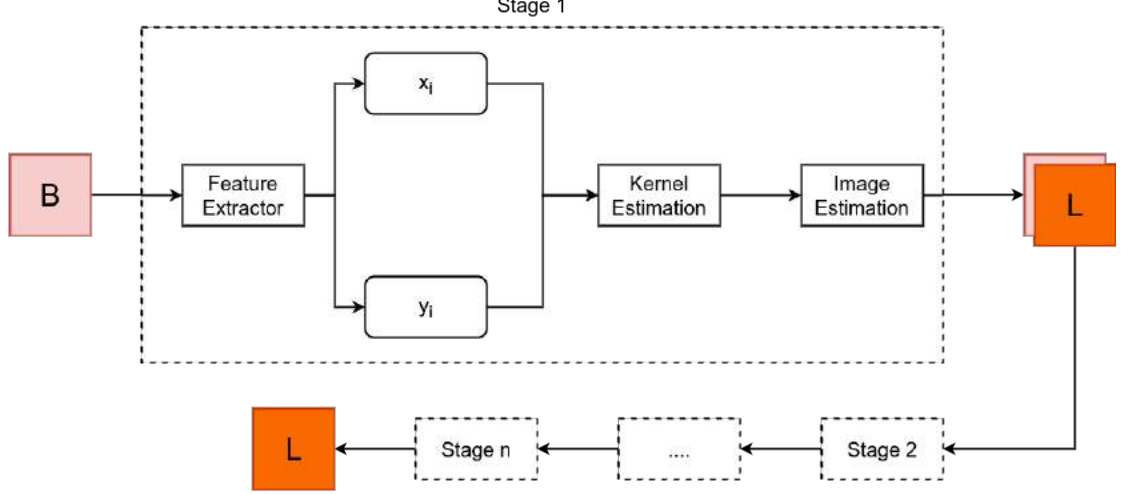 Stage 1
xᵢ
B
Feature
Extractor
Kernel
Estimation
Image
Estimation
L
yᵢ
L
Stage n
....
Stage 2